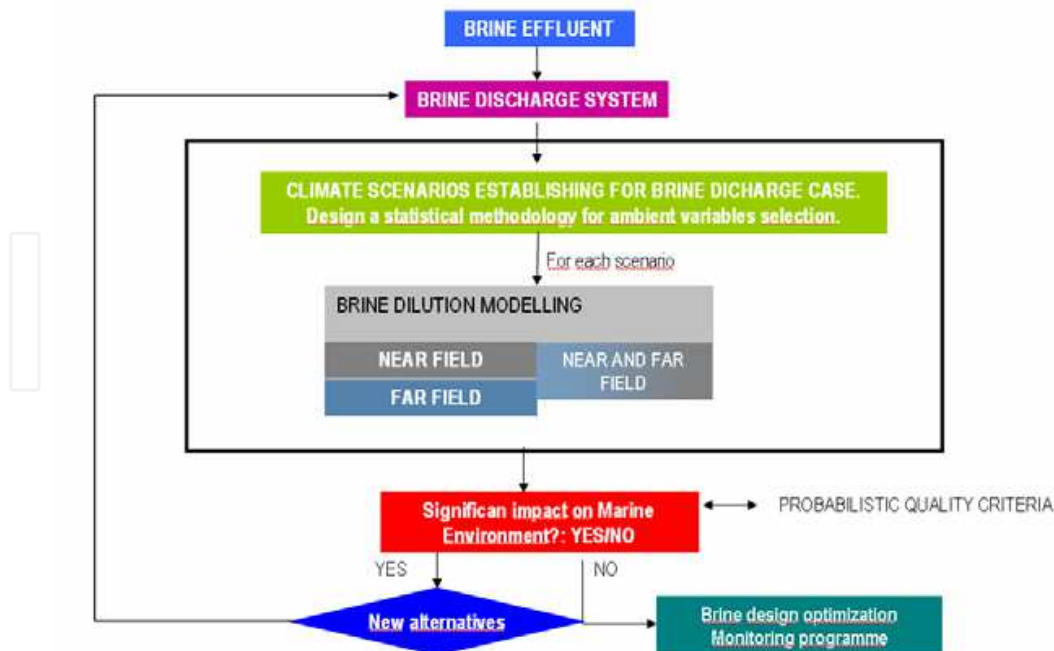 BRINE EFFLUENT
BRINE DISCHARGE SYSTEM
CLIMATE SCENARIOS ESTABLISHING FOR BRINE DICHARGE CASE.
Design a statistical methodology for ambient variables selection.
For each scenario
BRINE DILUTION MODELLING
NEAR FIELD
NEAR AND FAR
FIELD
FAR FIELD
Significan impact on Marine
Environment?: YES/NO
PROBABILISTIC QUALITY CRITERIA
YES
NO
New alternatives
Brine design optimization
Monitoring programme